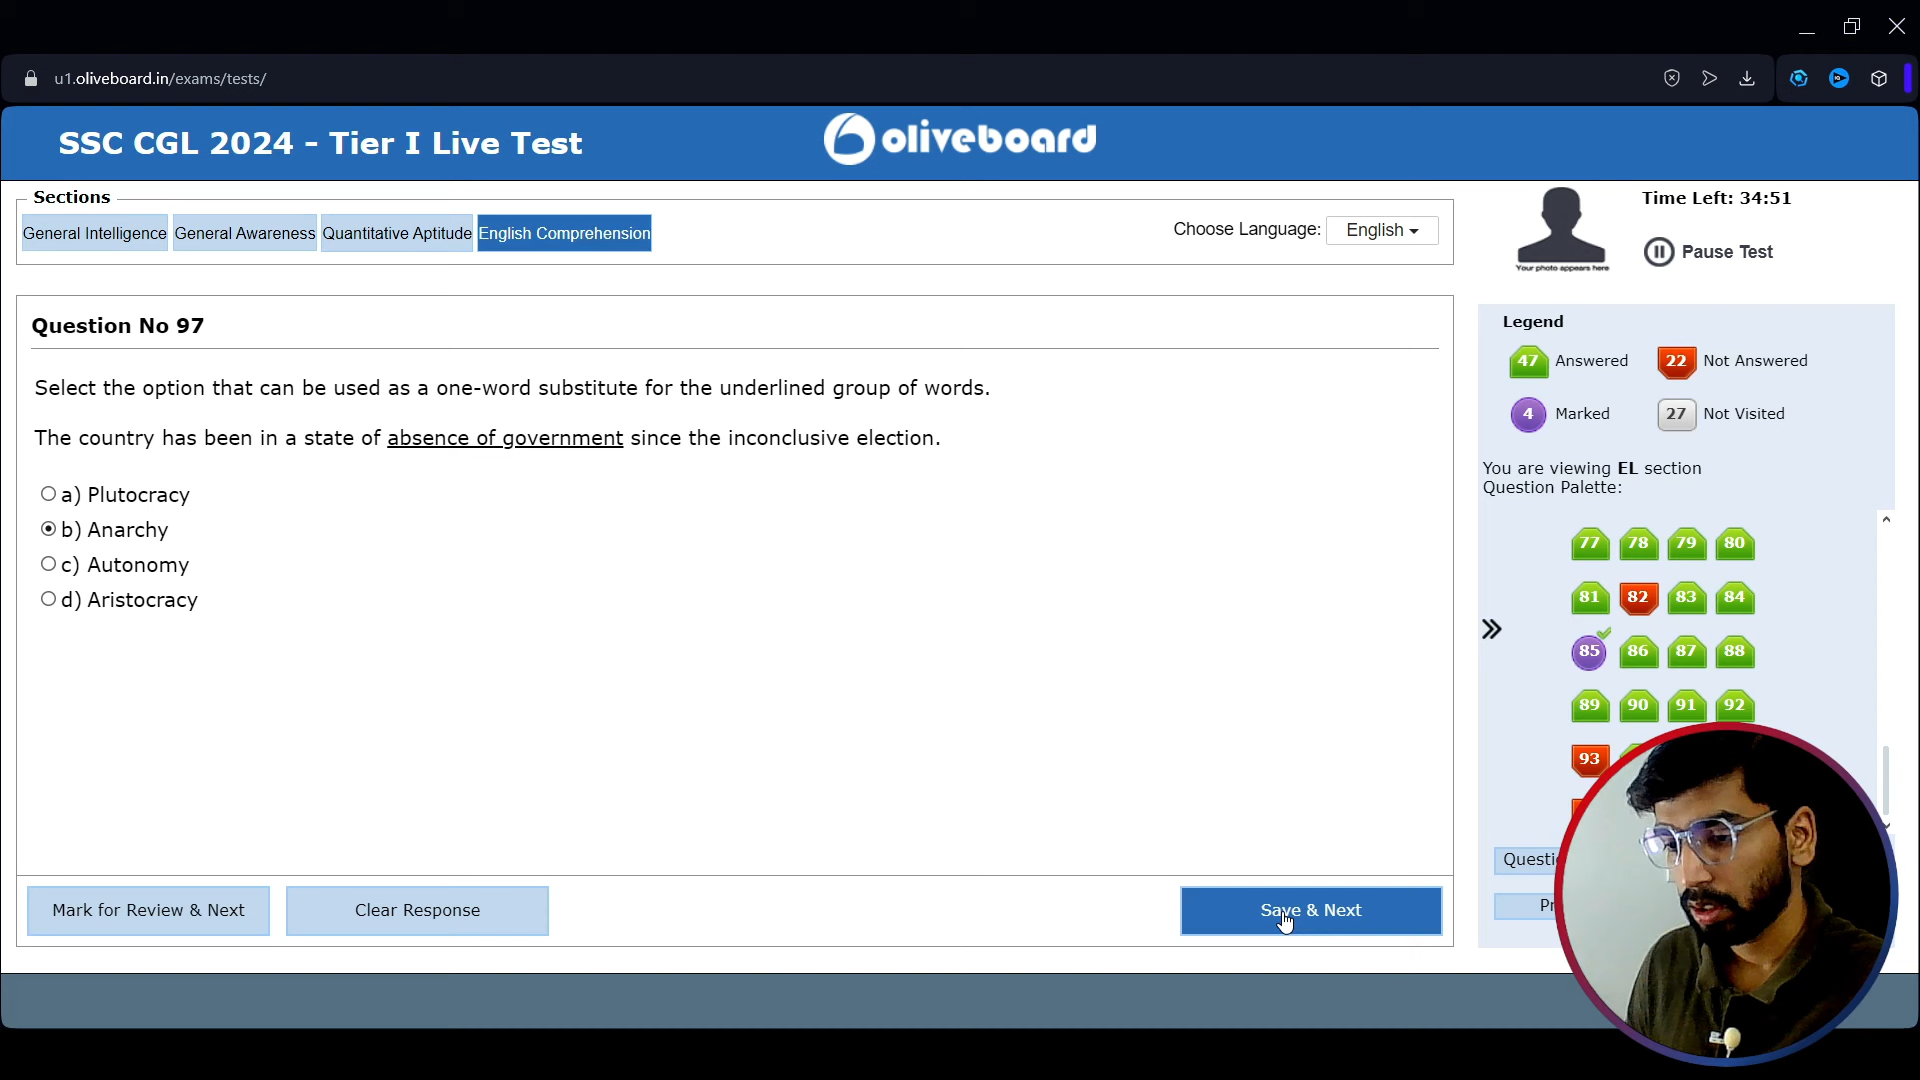 u1.oliveboard.in/exams/tests/
SSC CGL 2024 - Tier I Live Test
oliveboard
Sections
General Intelligence
General Awareness
Quantitative Aptitude
English Comprehension
Choose Language:
English
Your photo appears here
Time Left: 34:51
Pause Test
Question No 97
Select the option that can be used as a one-word substitute for the underlined group of words.
The country has been in a state of absence of government since the inconclusive election.
a) Plutocracy
b) Anarchy
c) Autonomy
d) Aristocracy
Mark for Review & Next
Clear Response
Save & Next
Legend
47 Answered
22 Not Answered
4 Marked
27 Not Visited
You are viewing EL section
Question Palette:
77 78 79 80
81 82 83 84
85 86 87 88
89 90 91 92
93